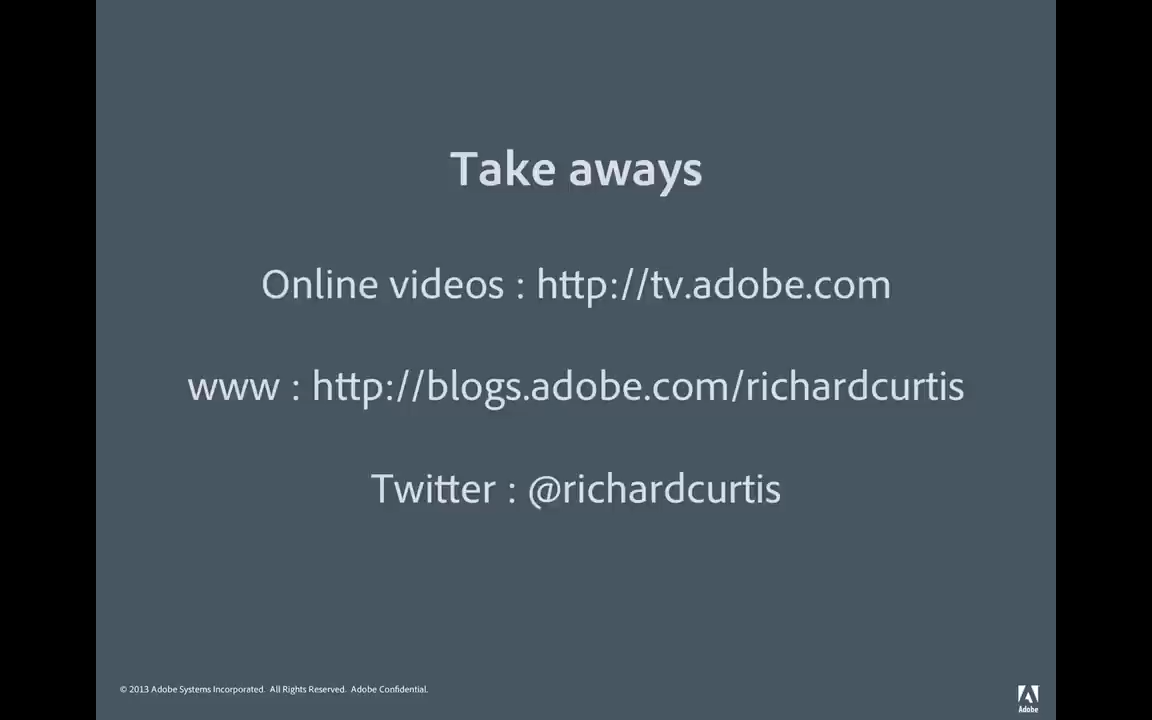 Take aways
Online videos : http://tv.adobe.com
www : http://blogs.adobe.com/richardcurtis
Twitter : @richardcurtis
© 2013 Adobe Systems Incorporated. All Rights Reserved. Adobe Confidential.
Adobe